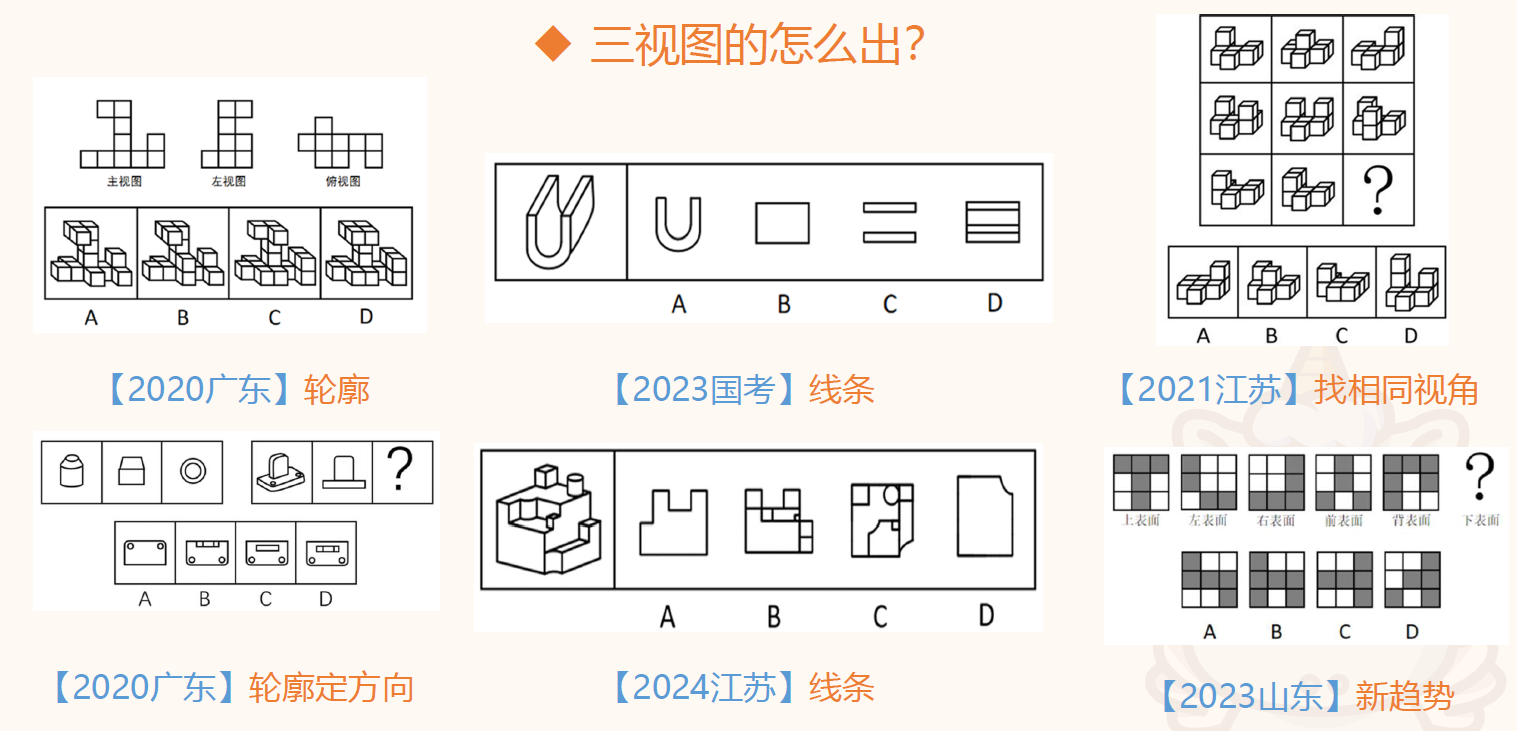 三视图的怎么出？
主视图 左视图 俯视图
A B C D
【2020广东】轮廓
A B C D
【2023国考】线条
?
A B C D
【2021江苏】找相同视角
?
A B C D
【2020广东】轮廓定方向
A B C D
【2024江苏】线条
?
上表面 左表面 右表面 前表面 背表面 下表面
A B C D
【2023山东】新趋势